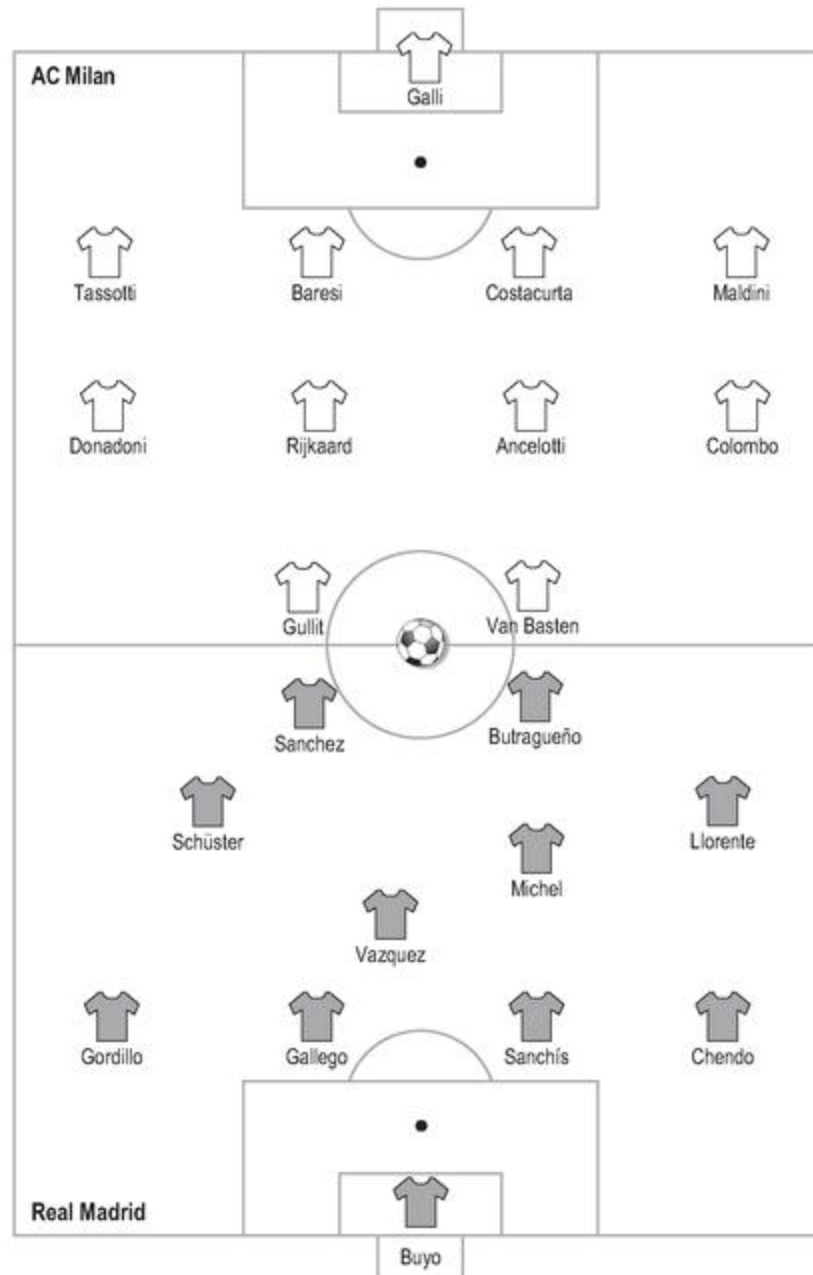 AC Milan
Galli
Tassotti Baresi Costacurta Maldini
Donadoni Rijkaard Ancelotti Colombo
Gullit Van Basten
Sanchez Butragueño
Schüster Llorente
Michel
Vazquez
Gordillo Gallego Sanchís Chendo
Real Madrid
Buyo